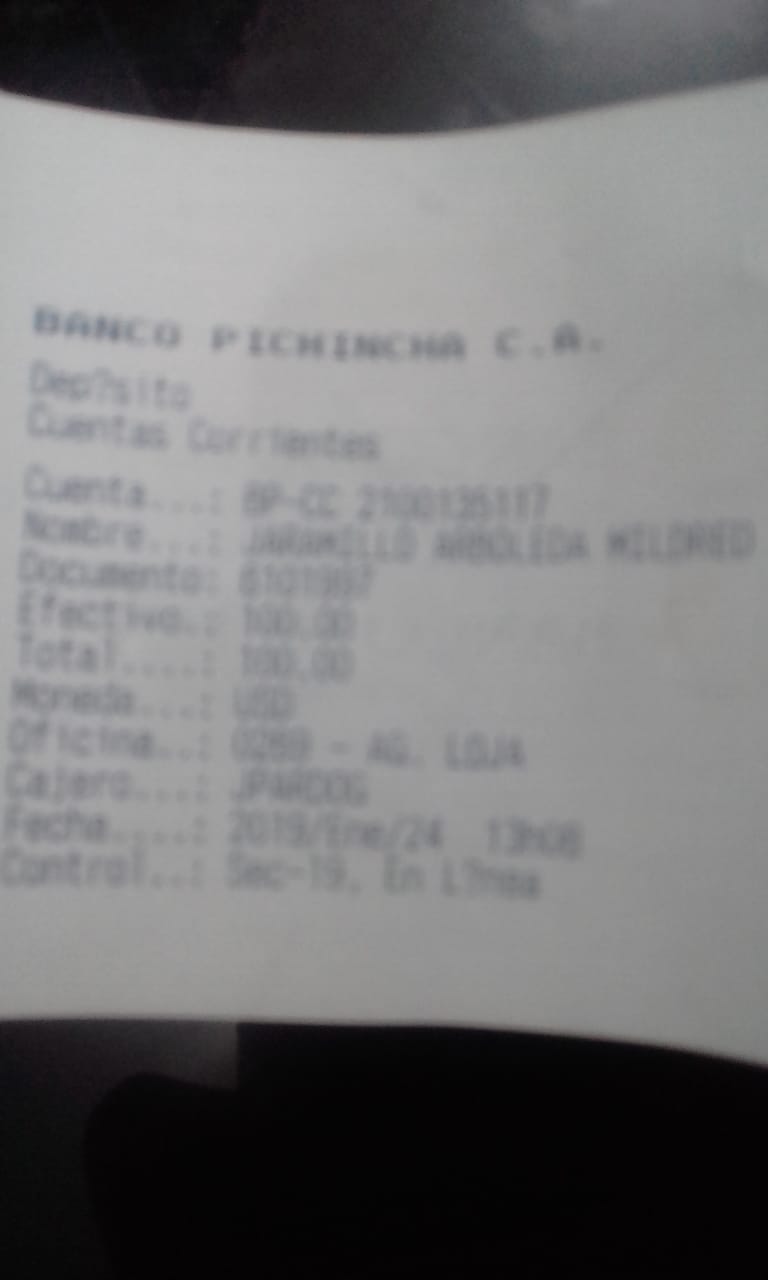 BANCO PICHINCHA C.A.
Dep?sito
Cuentas Corrientes
Cuenta...: BP-CC 2100135117
Nombre...: JARAMILLO ARBOLEDA MILDRED
Documento: 6101997
Efectivo.: 100.00
Total....: 100.00
Moneda...: USD
Oficina..: 0269 - AG. LOJA
Cajero...: JPARDOG
Fecha....: 2019/Ene/24 13h08
Control..: Sec-19, En L?nea